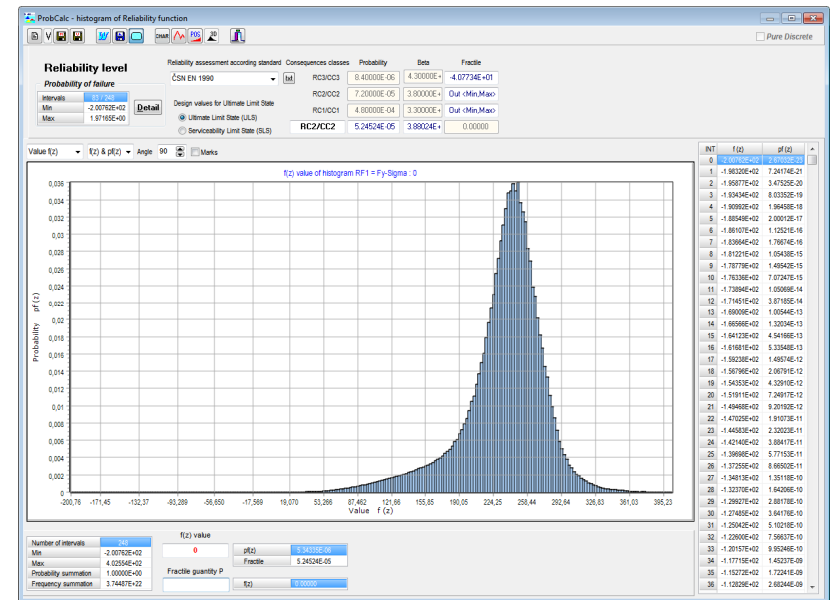 ProbCalc - histogram of Reliability function
CHAR POS 3D
Pure Discrete
Reliability level
Probability of failure
Intervals 83 / 240
Min -2.00762E+02
Max 1.97165E+00
Detail
Reliability assessment according standard
ČSN EN 1990
txt
Design values for Ultimate Limit State
Ultimate Limit State (ULS)
Serviceability Limit State (SLS)
Consequences classes Probability Beta Fractile
RC3/CC3 8.40000E-06 4.30000E+ -4.07734E+01
RC2/CC2 7.20000E-05 3.80000E+ Out <Min,Max>
RC1/CC1 4.80000E-04 3.30000E+ Out <Min,Max>
RC2/CC2 5.24524E-05 3.88024E+ 0.00000
Value f(z) f(z) & pf(z) Angle 90 Marks
f(z) value of histogram RF1 = Fy-Sigma : 0
Probability pf(z)
0,036
0,034
0,032
0,03
0,028
0,026
0,024
0,022
0,02
0,018
0,016
0,014
0,012
0,01
0,008
0,006
0,004
0,002
0
-200,76 -171,45 -132,37 -93,289 -56,650 -17,569 19,070 53,266 87,462 121,66 155,85 190,05 224,25 258,44 292,64 326,83 361,03 395,23
Value f(z)
INT f(z) pf(z)
0 -2.00762E+02 2.67032E-23
1 -1.98320E+02 7.24174E-21
2 -1.95877E+02 3.47525E-20
3 -1.93434E+02 8.03352E-19
4 -1.90992E+02 1.96458E-18
5 -1.88549E+02 2.00012E-17
6 -1.86107E+02 1.12521E-16
7 -1.83664E+02 1.76674E-16
8 -1.81221E+02 1.05438E-15
9 -1.78779E+02 1.49542E-15
10 -1.76336E+02 7.07247E-15
11 -1.73894E+02 1.05069E-14
12 -1.71451E+02 3.87185E-14
13 -1.69009E+02 1.00544E-13
14 -1.66566E+02 1.32034E-13
15 -1.64123E+02 4.54166E-13
16 -1.61681E+02 5.33548E-13
17 -1.59238E+02 1.49574E-12
18 -1.56796E+02 2.06791E-12
19 -1.54353E+02 4.32910E-12
20 -1.51911E+02 7.24917E-12
21 -1.49468E+02 9.20192E-12
22 -1.47025E+02 1.91073E-11
23 -1.44583E+02 2.32023E-11
24 -1.42140E+02 3.88417E-11
25 -1.39698E+02 5.77153E-11
26 -1.37255E+02 8.66502E-11
27 -1.34813E+02 1.35118E-10
28 -1.32370E+02 1.64206E-10
29 -1.29927E+02 2.88178E-10
30 -1.27485E+02 3.64176E-10
31 -1.25042E+02 5.10218E-10
32 -1.22600E+02 7.56637E-10
33 -1.20157E+02 9.95246E-10
34 -1.17715E+02 1.45237E-09
35 -1.15272E+02 1.72241E-09
36 -1.12829E+02 2.68244E-09
Number of intervals 240
Min -2.00762E+02
Max 4.02554E+02
Probability summation 1.00000E+00
Frequency summation 3.74487E+22
f(z) value
0
pf(z) 5.34339E-06
Fractile 5.24524E-05
Fractile guantity P
f(z) 0.00000